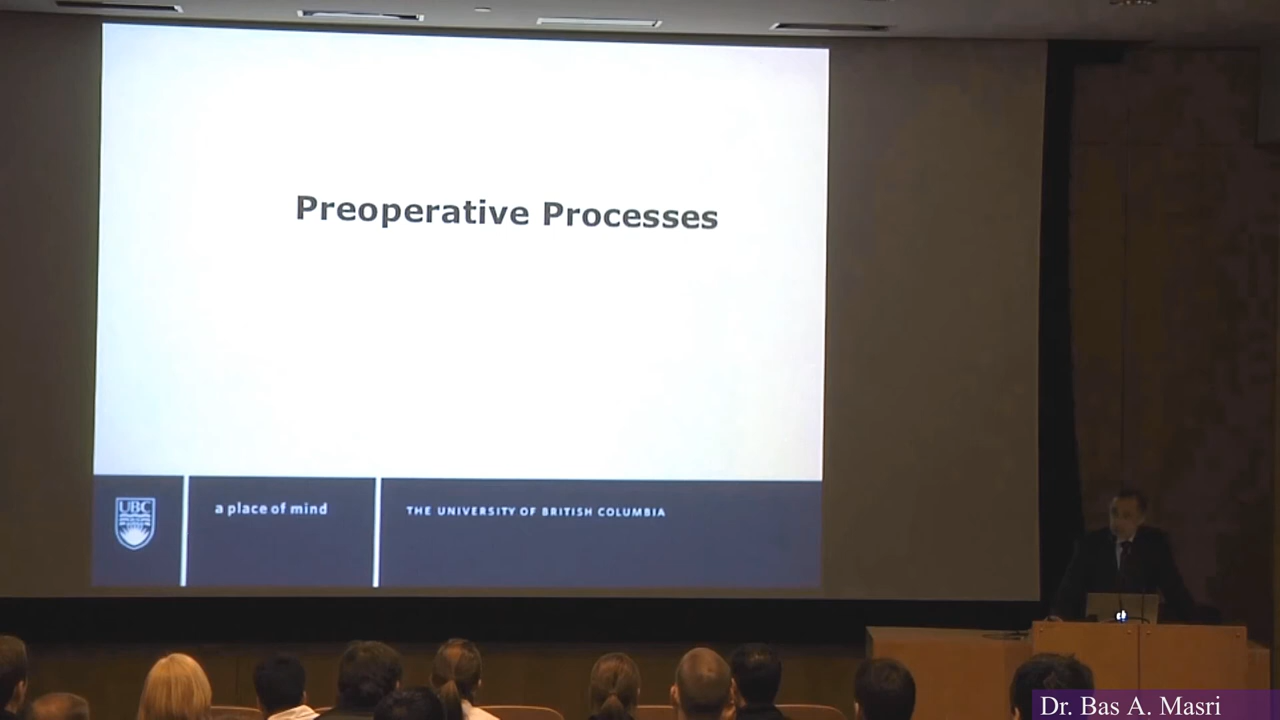 Preoperative Processes
UBC
a place of mind
THE UNIVERSITY OF BRITISH COLUMBIA
Dr. Bas A. Masri